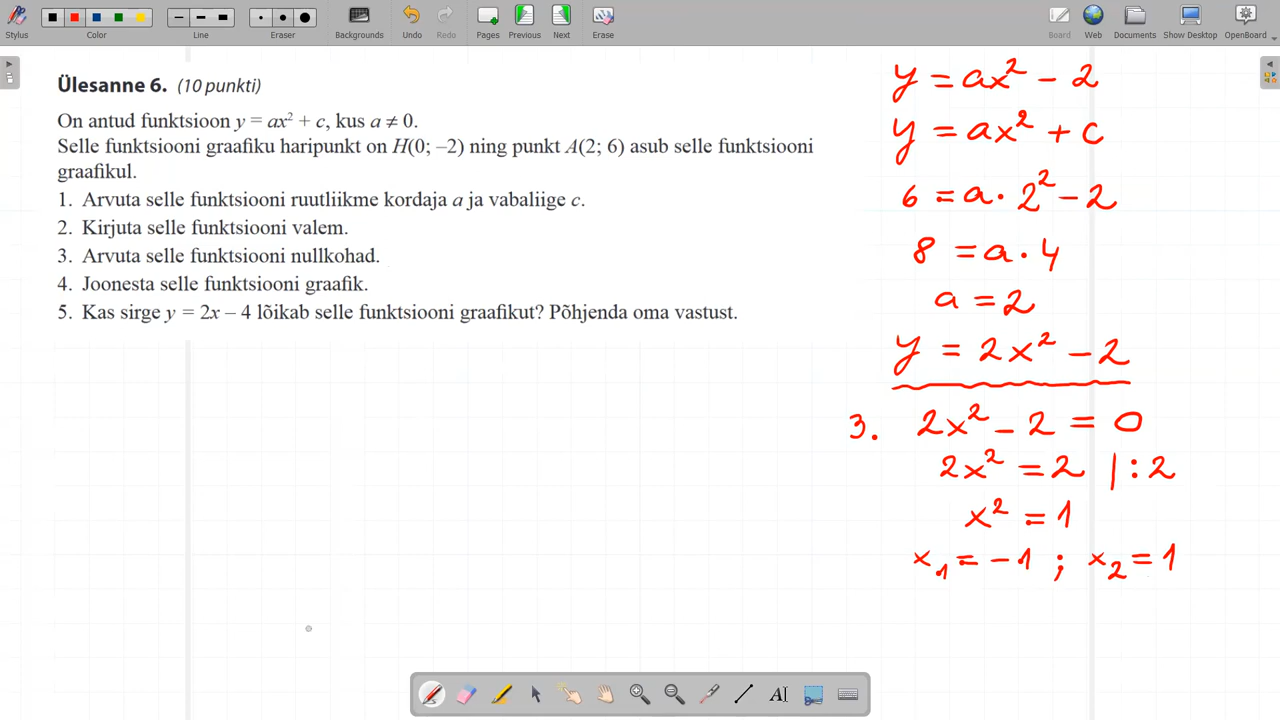 Stylus Color Line Eraser Backgrounds Undo Redo Pages Previous Next Erase Board Web Documents Show Desktop OpenBoard
Ülesanne 6. (10 punkti)
On antud funktsioon y = ax² + c, kus a ≠ 0.
Selle funktsiooni graafiku haripunkt on H(0; –2) ning punkt A(2; 6) asub selle funktsiooni
graafikul.
1. Arvuta selle funktsiooni ruutliikme kordaja a ja vabaliige c.
2. Kirjuta selle funktsiooni valem.
3. Arvuta selle funktsiooni nullkohad.
4. Joonesta selle funktsiooni graafik.
5. Kas sirge y = 2x – 4 lõikab selle funktsiooni graafikut? Põhjenda oma vastust.
y = ax² - 2
y = ax² + c
6 = a · 2² - 2
8 = a · 4
a = 2
y = 2x² - 2
3. 2x² - 2 = 0
2x² = 2 | : 2
x² = 1
x₁ = -1 ; x₂ = 1
AI